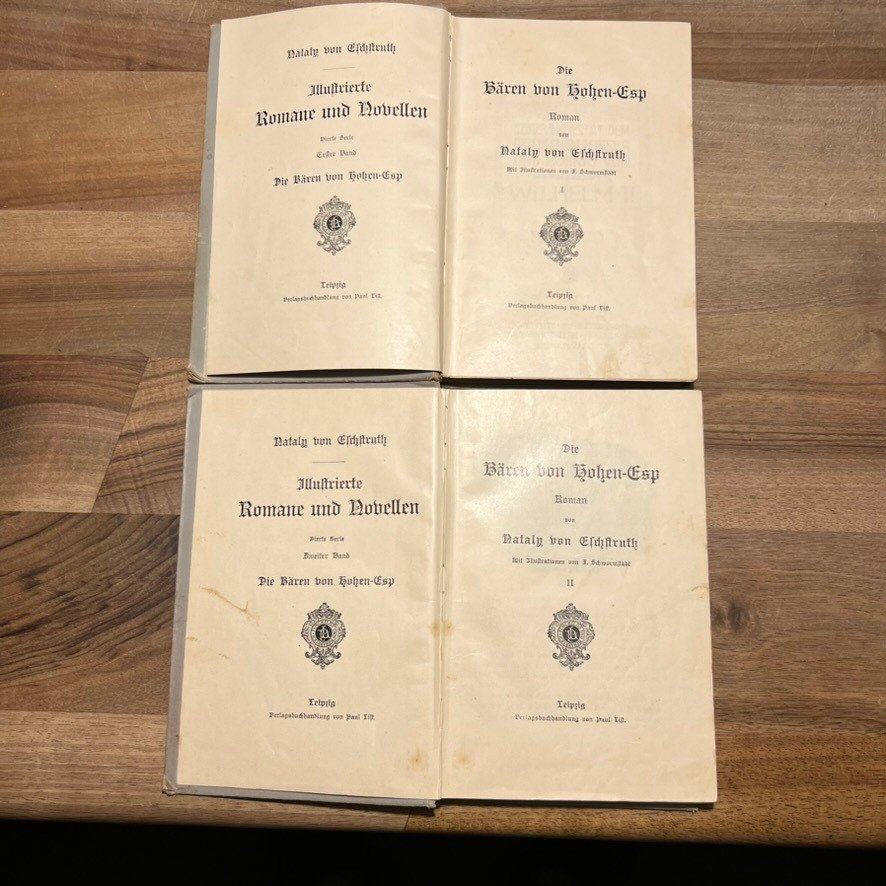 Nataly von Eschstruth
Illustrierte
Romane und Novellen
Vierte Serie
Erster Band
Die Bären von Hohen-Esp
Leipzig
Verlagsbuchhandlung von Paul List.
Die
Bären von Hohen-Esp
Roman
von
Nataly von Eschstruth
Mit Illustrationen von F. Schwormstädt
I
Leipzig
Verlagsbuchhandlung von Paul List.
Nataly von Eschstruth
Illustrierte
Romane und Novellen
Vierte Serie
Zweiter Band
Die Bären von Hohen-Esp
Leipzig
Verlagsbuchhandlung von Paul List.
Die
Bären von Hohen-Esp
Roman
von
Nataly von Eschstruth
Mit Illustrationen von F. Schwormstädt
II
Leipzig
Verlagsbuchhandlung von Paul List.